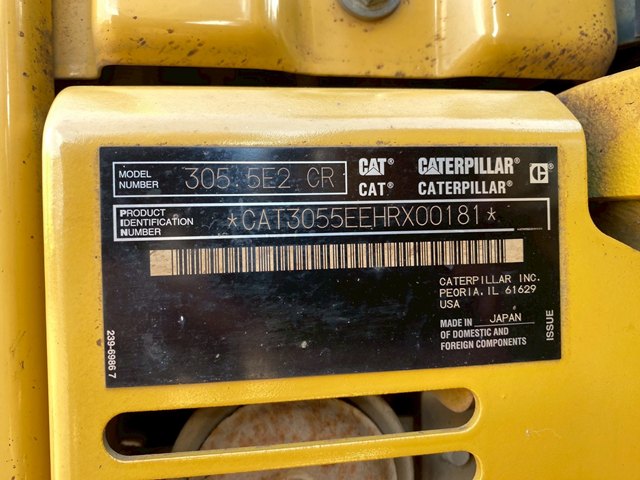 MODEL NUMBER 305.5E2 CR
CAT® CATERPILLAR® C
CAT® CATERPILLAR®
PRODUCT IDENTIFICATION NUMBER *CAT3055EEHRX00181*
CATERPILLAR INC.
PEORIA, IL 61629
USA
MADE IN JAPAN
OF DOMESTIC AND
FOREIGN COMPONENTS
ISSUE
239-6986 7